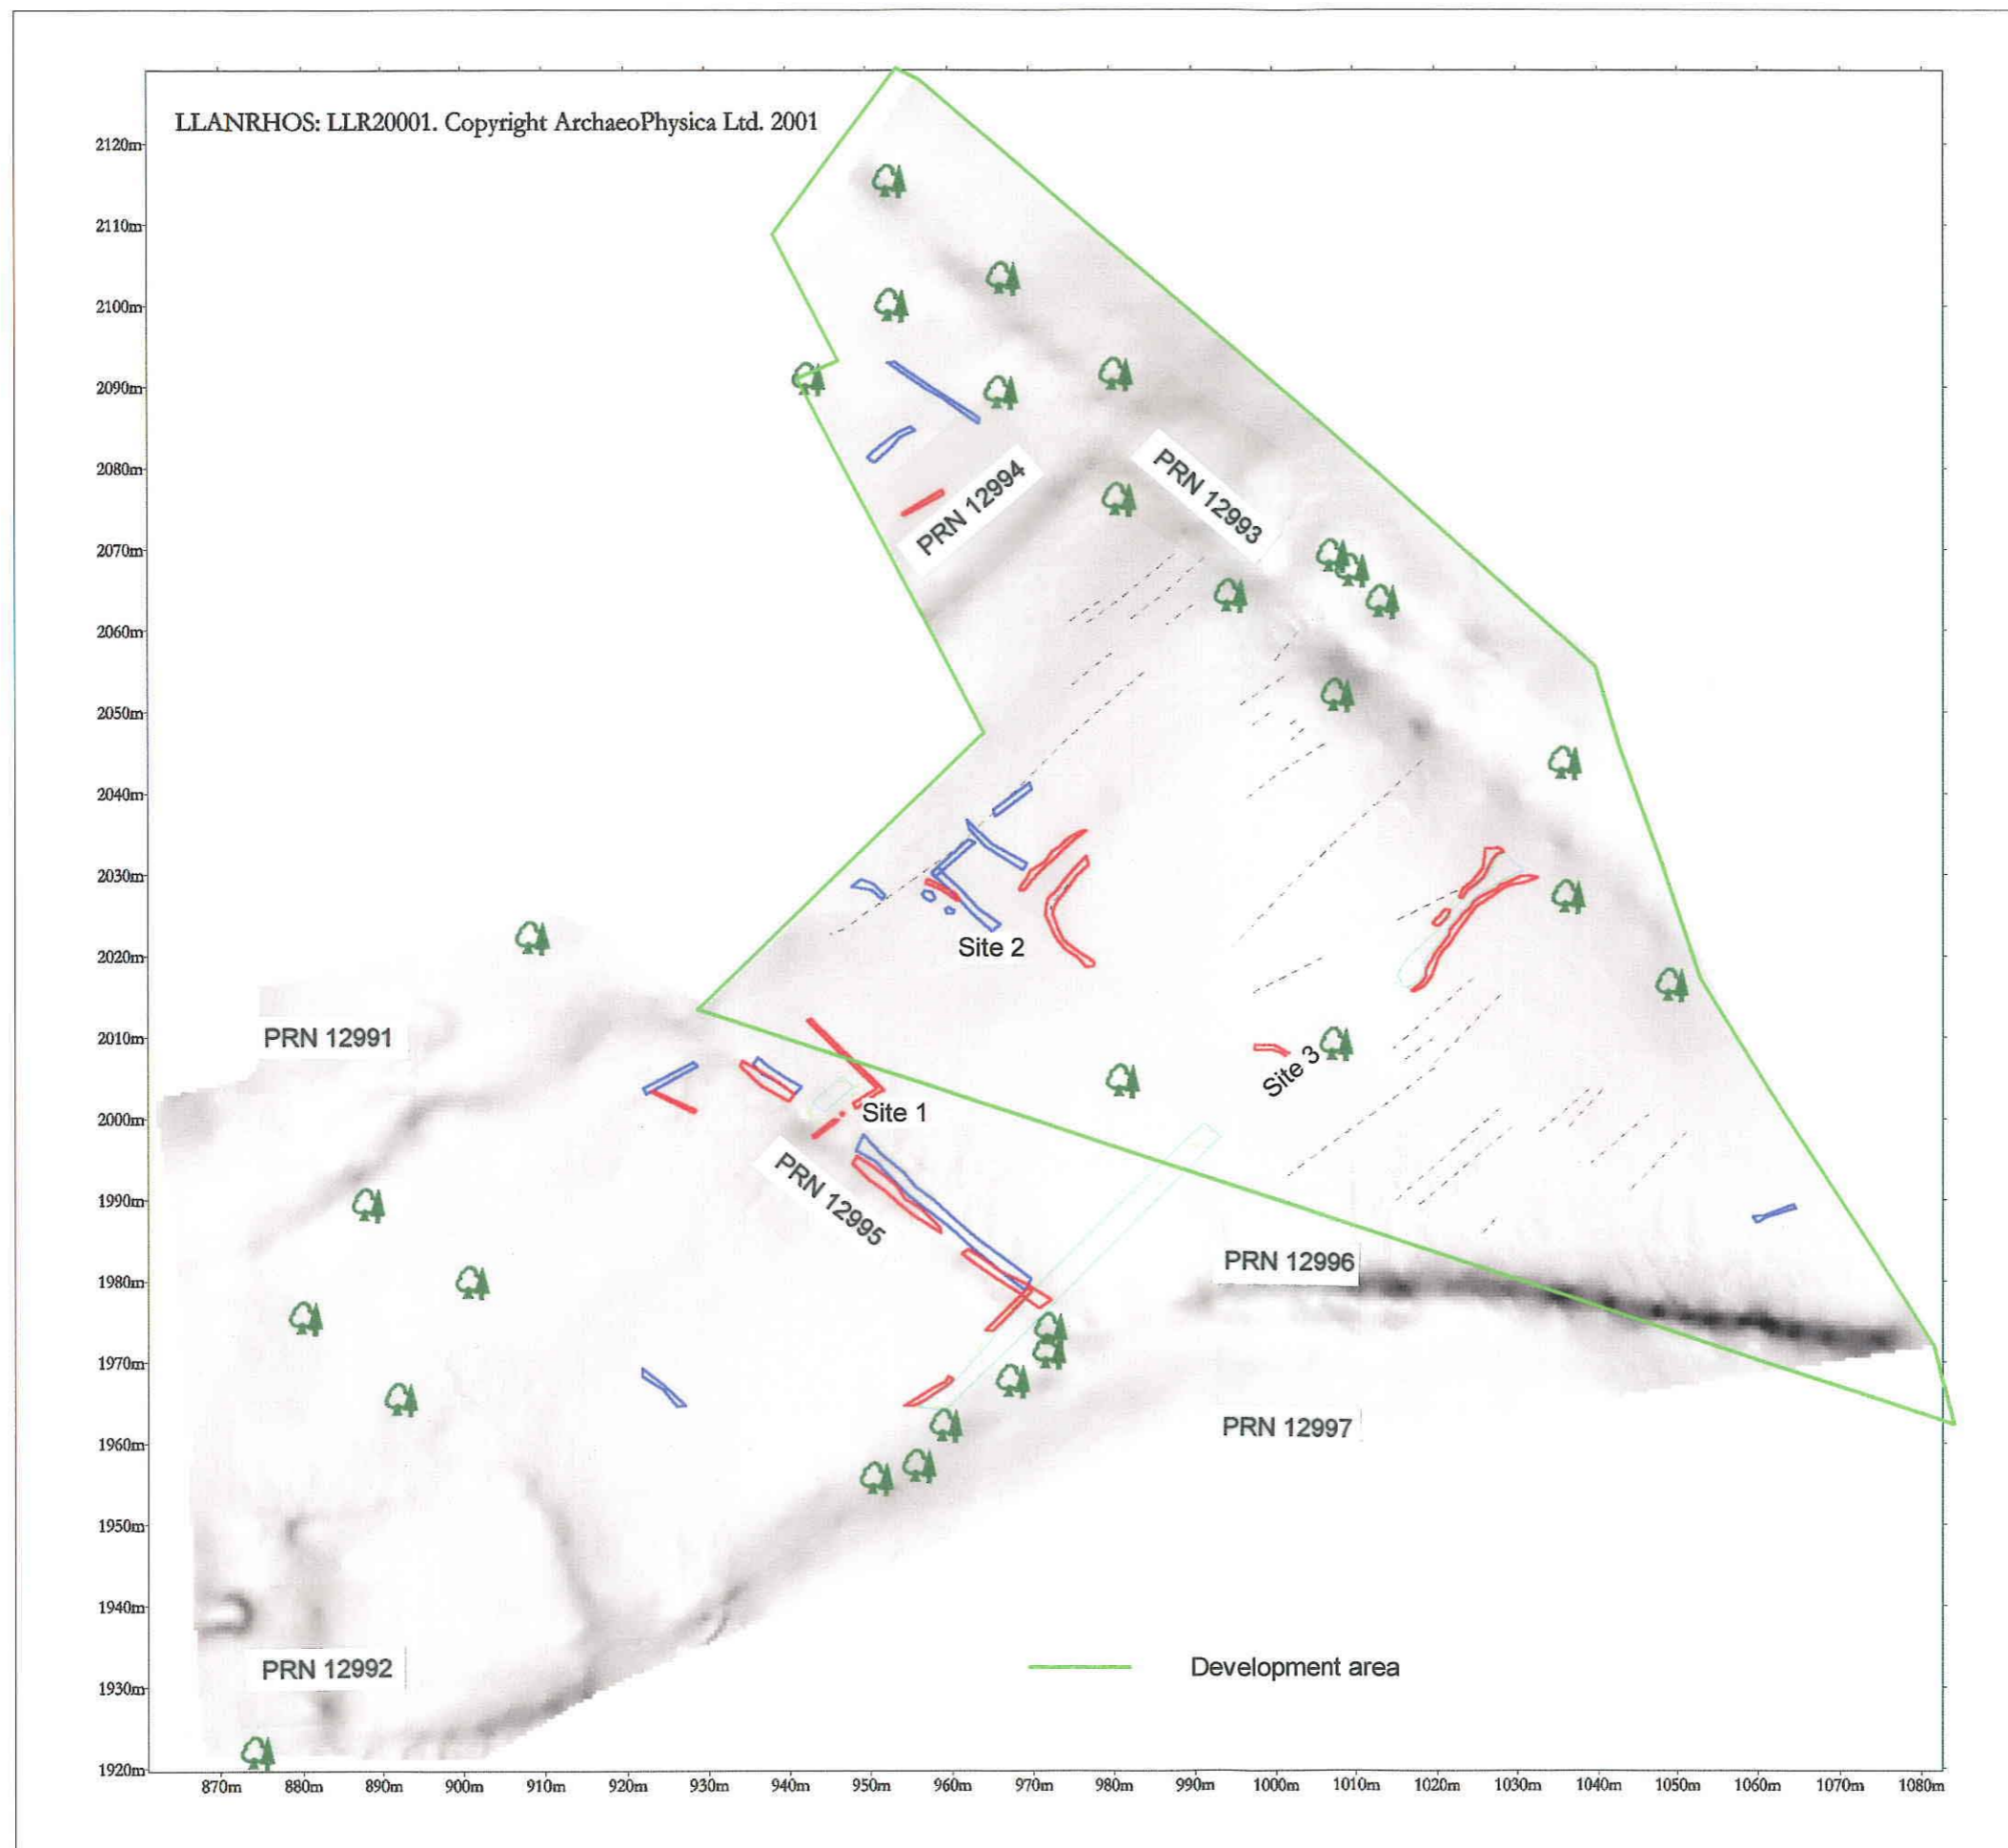 LLANRHOS: LLR20001. Copyright ArchaeoPhysica Ltd. 2001
2120m
2110m
2100m
2090m
2080m
2070m
2060m
2050m
2040m
2030m
2020m
2010m
2000m
1990m
1980m
1970m
1960m
1950m
1940m
1930m
1920m
PRN 12994
PRN 12993
Site 2
PRN 12991
Site 3
Site 1
PRN 12995
PRN 12996
PRN 12997
PRN 12992
Development area
870m 880m 890m 900m 910m 920m 930m 940m 950m 960m 970m 980m 990m 1000m 1010m 1020m 1030m 1040m 1050m 1060m 1070m 1080m